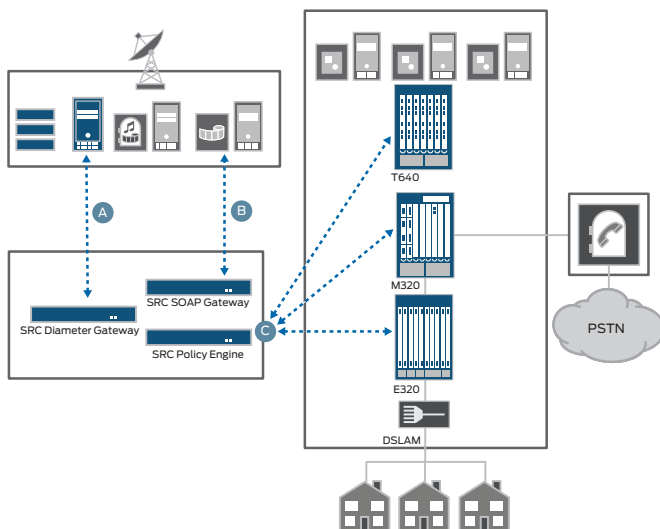 T640
A
B
M320
SRC SOAP Gateway
SRC Diameter Gateway
C
PSTN
SRC Policy Engine
E320
DSLAM